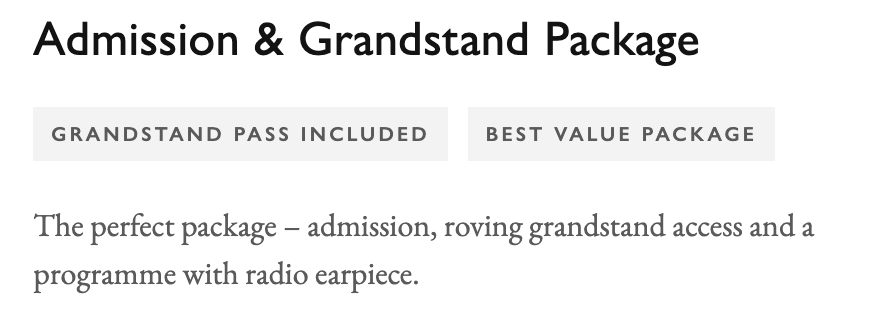 Admission & Grandstand Package
GRANDSTAND PASS INCLUDED
BEST VALUE PACKAGE
The perfect package – admission, roving grandstand access and a
programme with radio earpiece.